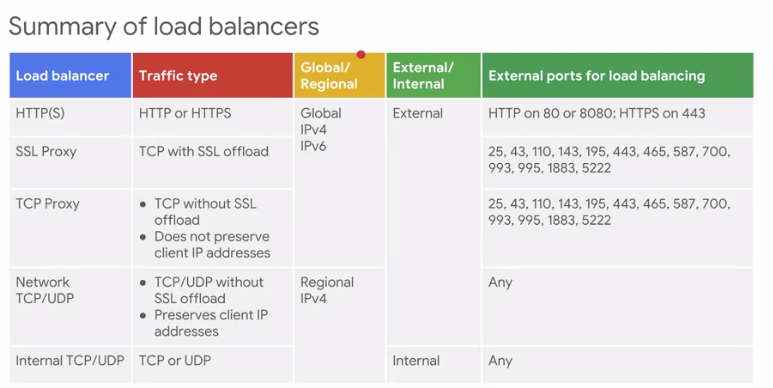 Summary of load balancers
Load balancer
Traffic type
Global/
Regional
External/
Internal
External ports for load balancing
HTTP(S)
HTTP or HTTPS
Global
IPv4
IPv6
External
HTTP on 80 or 8080; HTTPS on 443
SSL Proxy
TCP with SSL offload
25, 43, 110, 143, 195, 443, 465, 587, 700,
993, 995, 1883, 5222
TCP Proxy
● TCP without SSL
offload
● Does not preserve
client IP addresses
25, 43, 110, 143, 195, 443, 465, 587, 700,
993, 995, 1883, 5222
Network
TCP/UDP
● TCP/UDP without
SSL offload
● Preserves client IP
addresses
Regional
IPv4
Any
Internal TCP/UDP
TCP or UDP
Internal
Any